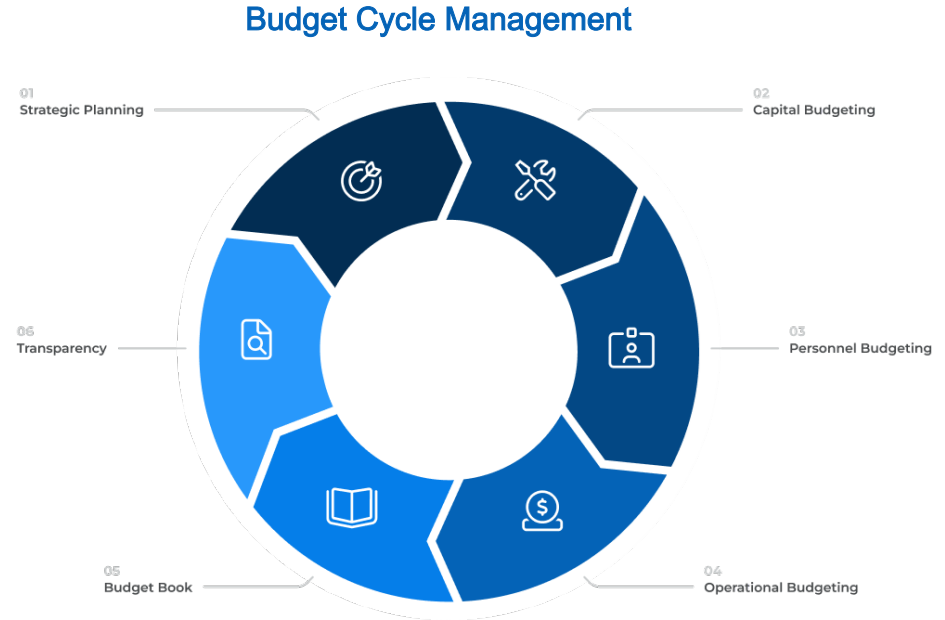 Budget Cycle Management
01
Strategic Planning
02
Capital Budgeting
03
Personnel Budgeting
04
Operational Budgeting
05
Budget Book
06
Transparency
$